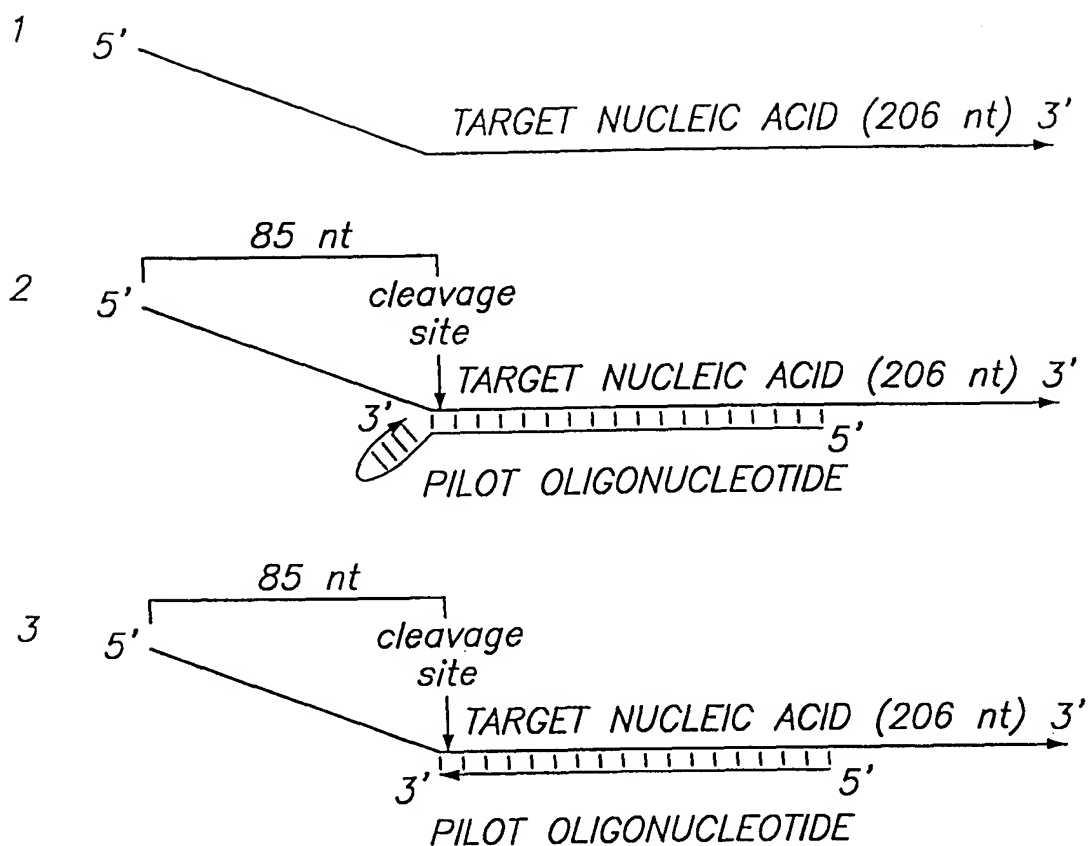 1
5'
TARGET NUCLEIC ACID (206 nt) 3'
85 nt
2
5'
cleavage
site
TARGET NUCLEIC ACID (206 nt) 3'
3'
5'
PILOT OLIGONUCLEOTIDE
85 nt
3
5'
cleavage
site
TARGET NUCLEIC ACID (206 nt) 3'
3'
5'
PILOT OLIGONUCLEOTIDE